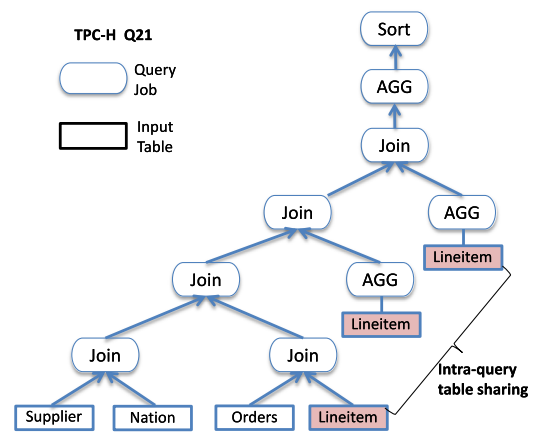 TPC-H Q21
Query
Job
Input
Table
Sort
AGG
Join
Join
AGG
Lineitem
Join
AGG
Lineitem
Join
Join
Intra-query
table sharing
Supplier
Nation
Orders
Lineitem